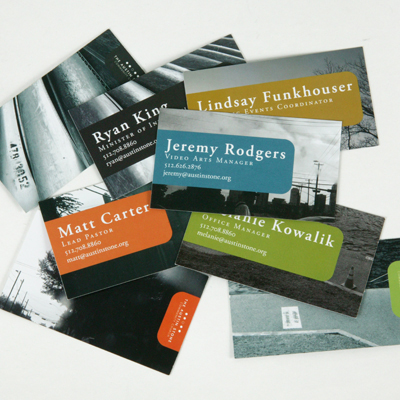 Lindsay Funkhouser
Events Coordinator
Ryan King
Minister of In
512.708.8860
ryan@austinstone.org
Jeremy Rodgers
Video Arts Manager
512.626.1876
jeremy@austinstone.org
Matt Carter
Lead Pastor
512.708.8860
matt@austinstone.org
anie Kowalik
Office Manager
512.708.8860
melanie@austinstone.org